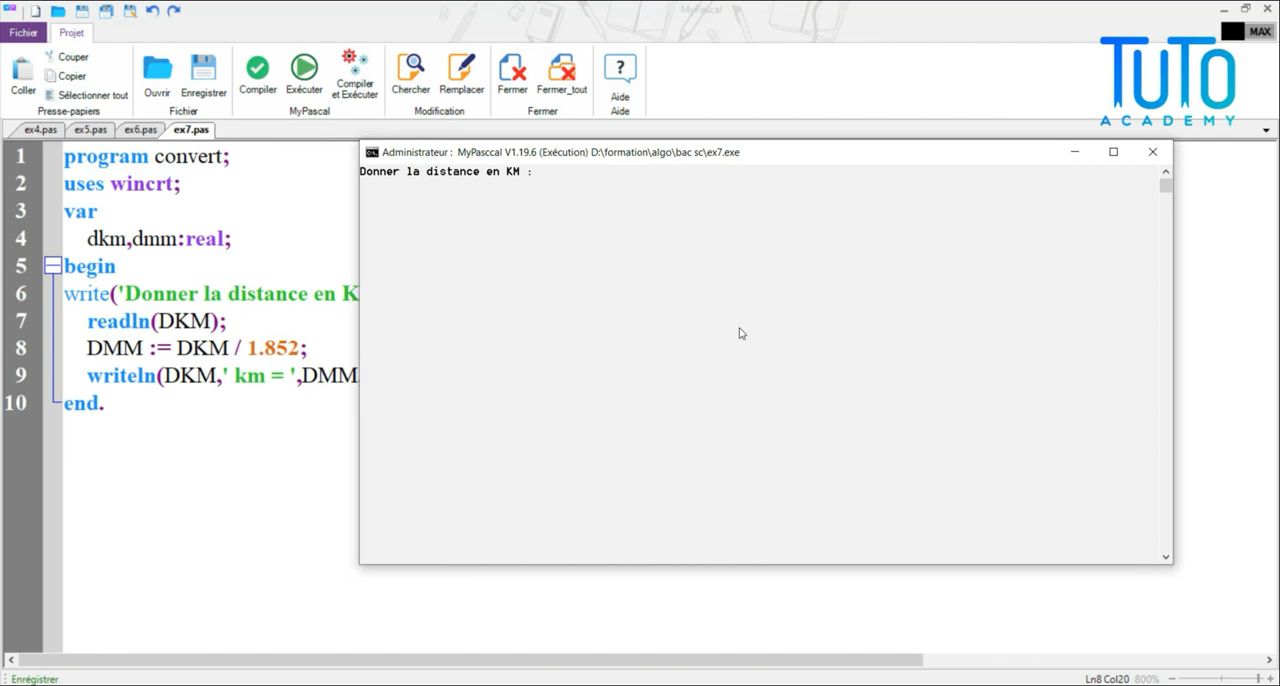 MyPascal
Fichier Projet
MAX
Coller
Couper
Copier
Sélectionner tout
Presse-papiers
Ouvrir Enregistrer
Fichier
Compiler Exécuter Compiler et Exécuter
MyPascal
Chercher Remplacer
Modification
Fermer Fermer_tout
Fermer
Aide
Aide
TUTO
ACADEMY
ex4.pas ex5.pas ex6.pas ex7.pas
1 program convert;
2 uses wincrt;
3 var
4 dkm,dmm:real;
5 begin
6 write('Donner la distance en K
7 readln(DKM);
8 DMM := DKM / 1.852;
9 writeln(DKM,' km = ',DMM
10 end.
Administrateur : MyPasccal V1.19.6 (Exécution) D:\formation\algo\bac sc\ex7.exe
Donner la distance en KM :
Enrégistrer
Ln8 Col20 800%